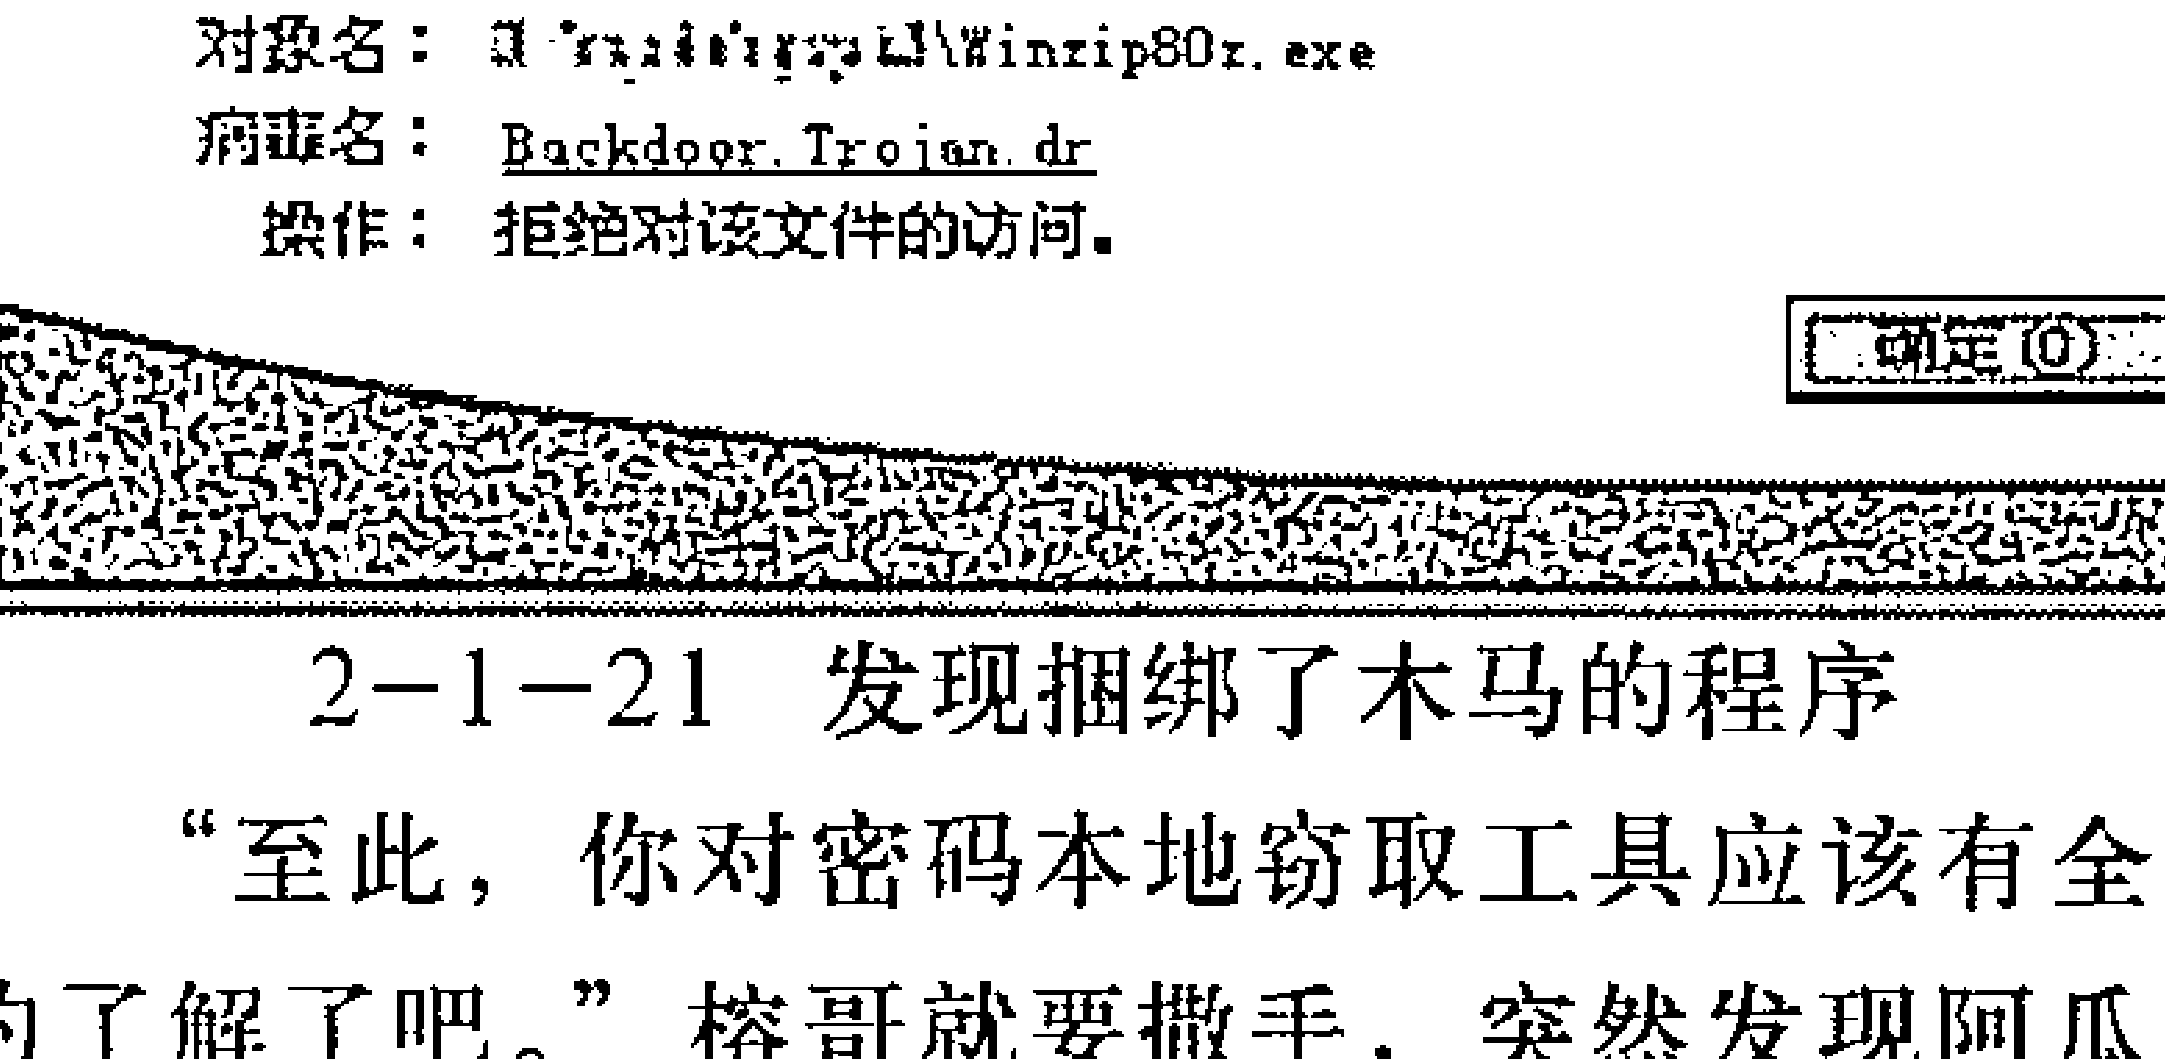 对象名： \Winzip80r.exe
病毒名： Backdoor.Trojan.dr
操作： 拒绝对该文件的访问。
确定(O)
2-1-21 发现捆绑了木马的程序
“至此，你对密码本地窃取工具应该有全
的了解了吧。”榕哥就要撒手，突然发现阿瓜